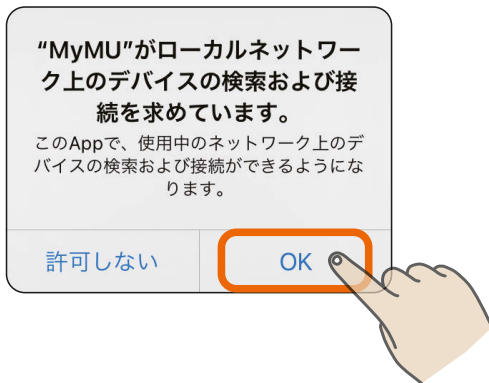 “MyMU”がローカルネットワー
ク上のデバイスの検索および接
続を求めています。
このAppで、使用中のネットワーク上のデ
バイスの検索および接続ができるようにな
ります。
許可しない
OK